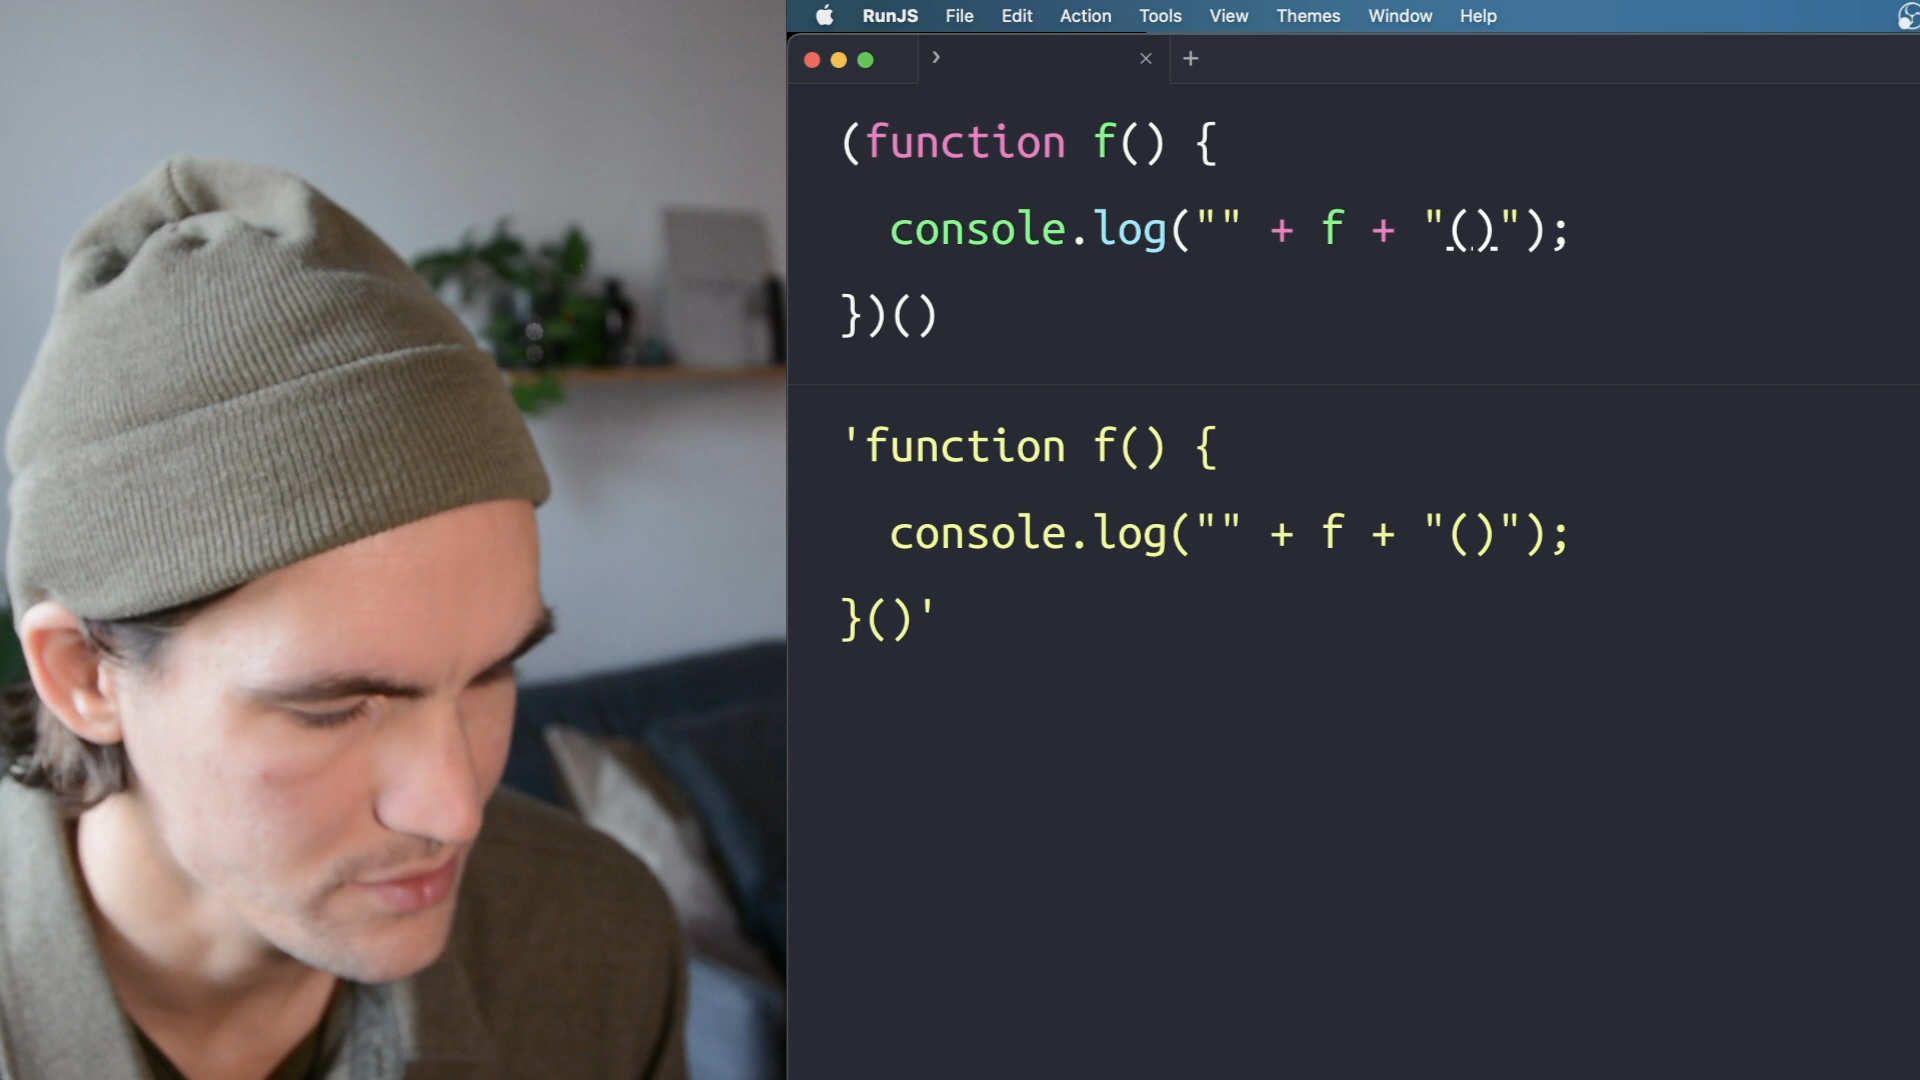 RunJS File Edit Action Tools View Themes Window Help
(function f() {
console.log("" + f + "()");
})()
'function f() {
console.log("" + f + "()");
}()'